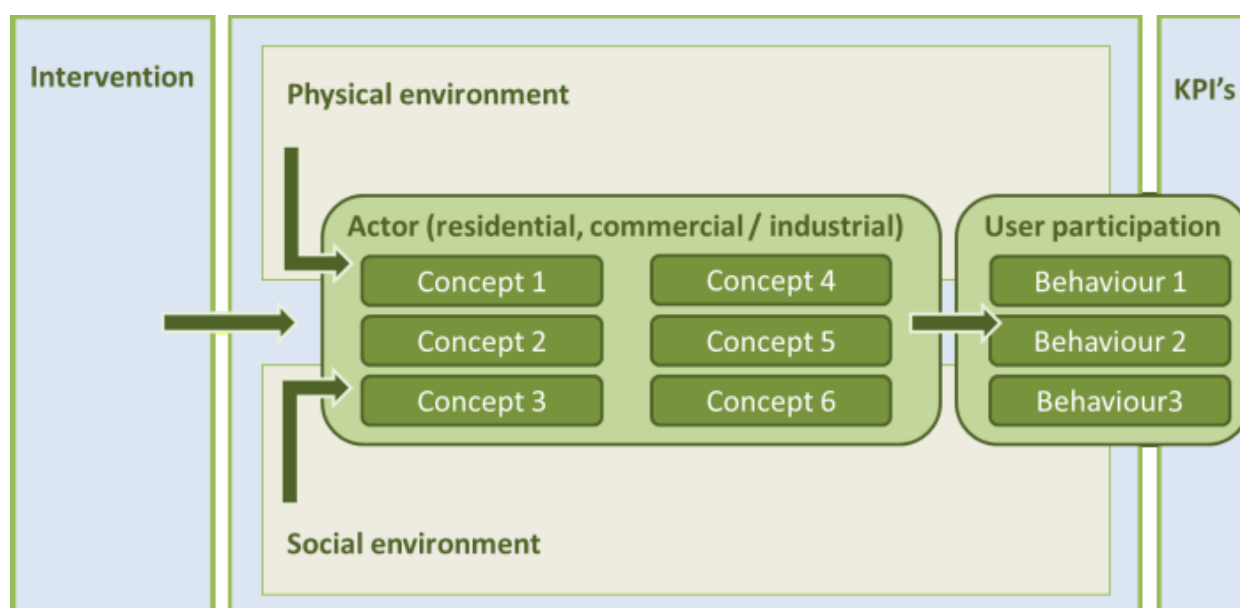 Intervention
Physical environment
KPI's
Actor (residential, commercial / industrial)
User participation
Concept 1
Concept 4
Behaviour 1
Concept 2
Concept 5
Behaviour 2
Concept 3
Concept 6
Behaviour3
Social environment